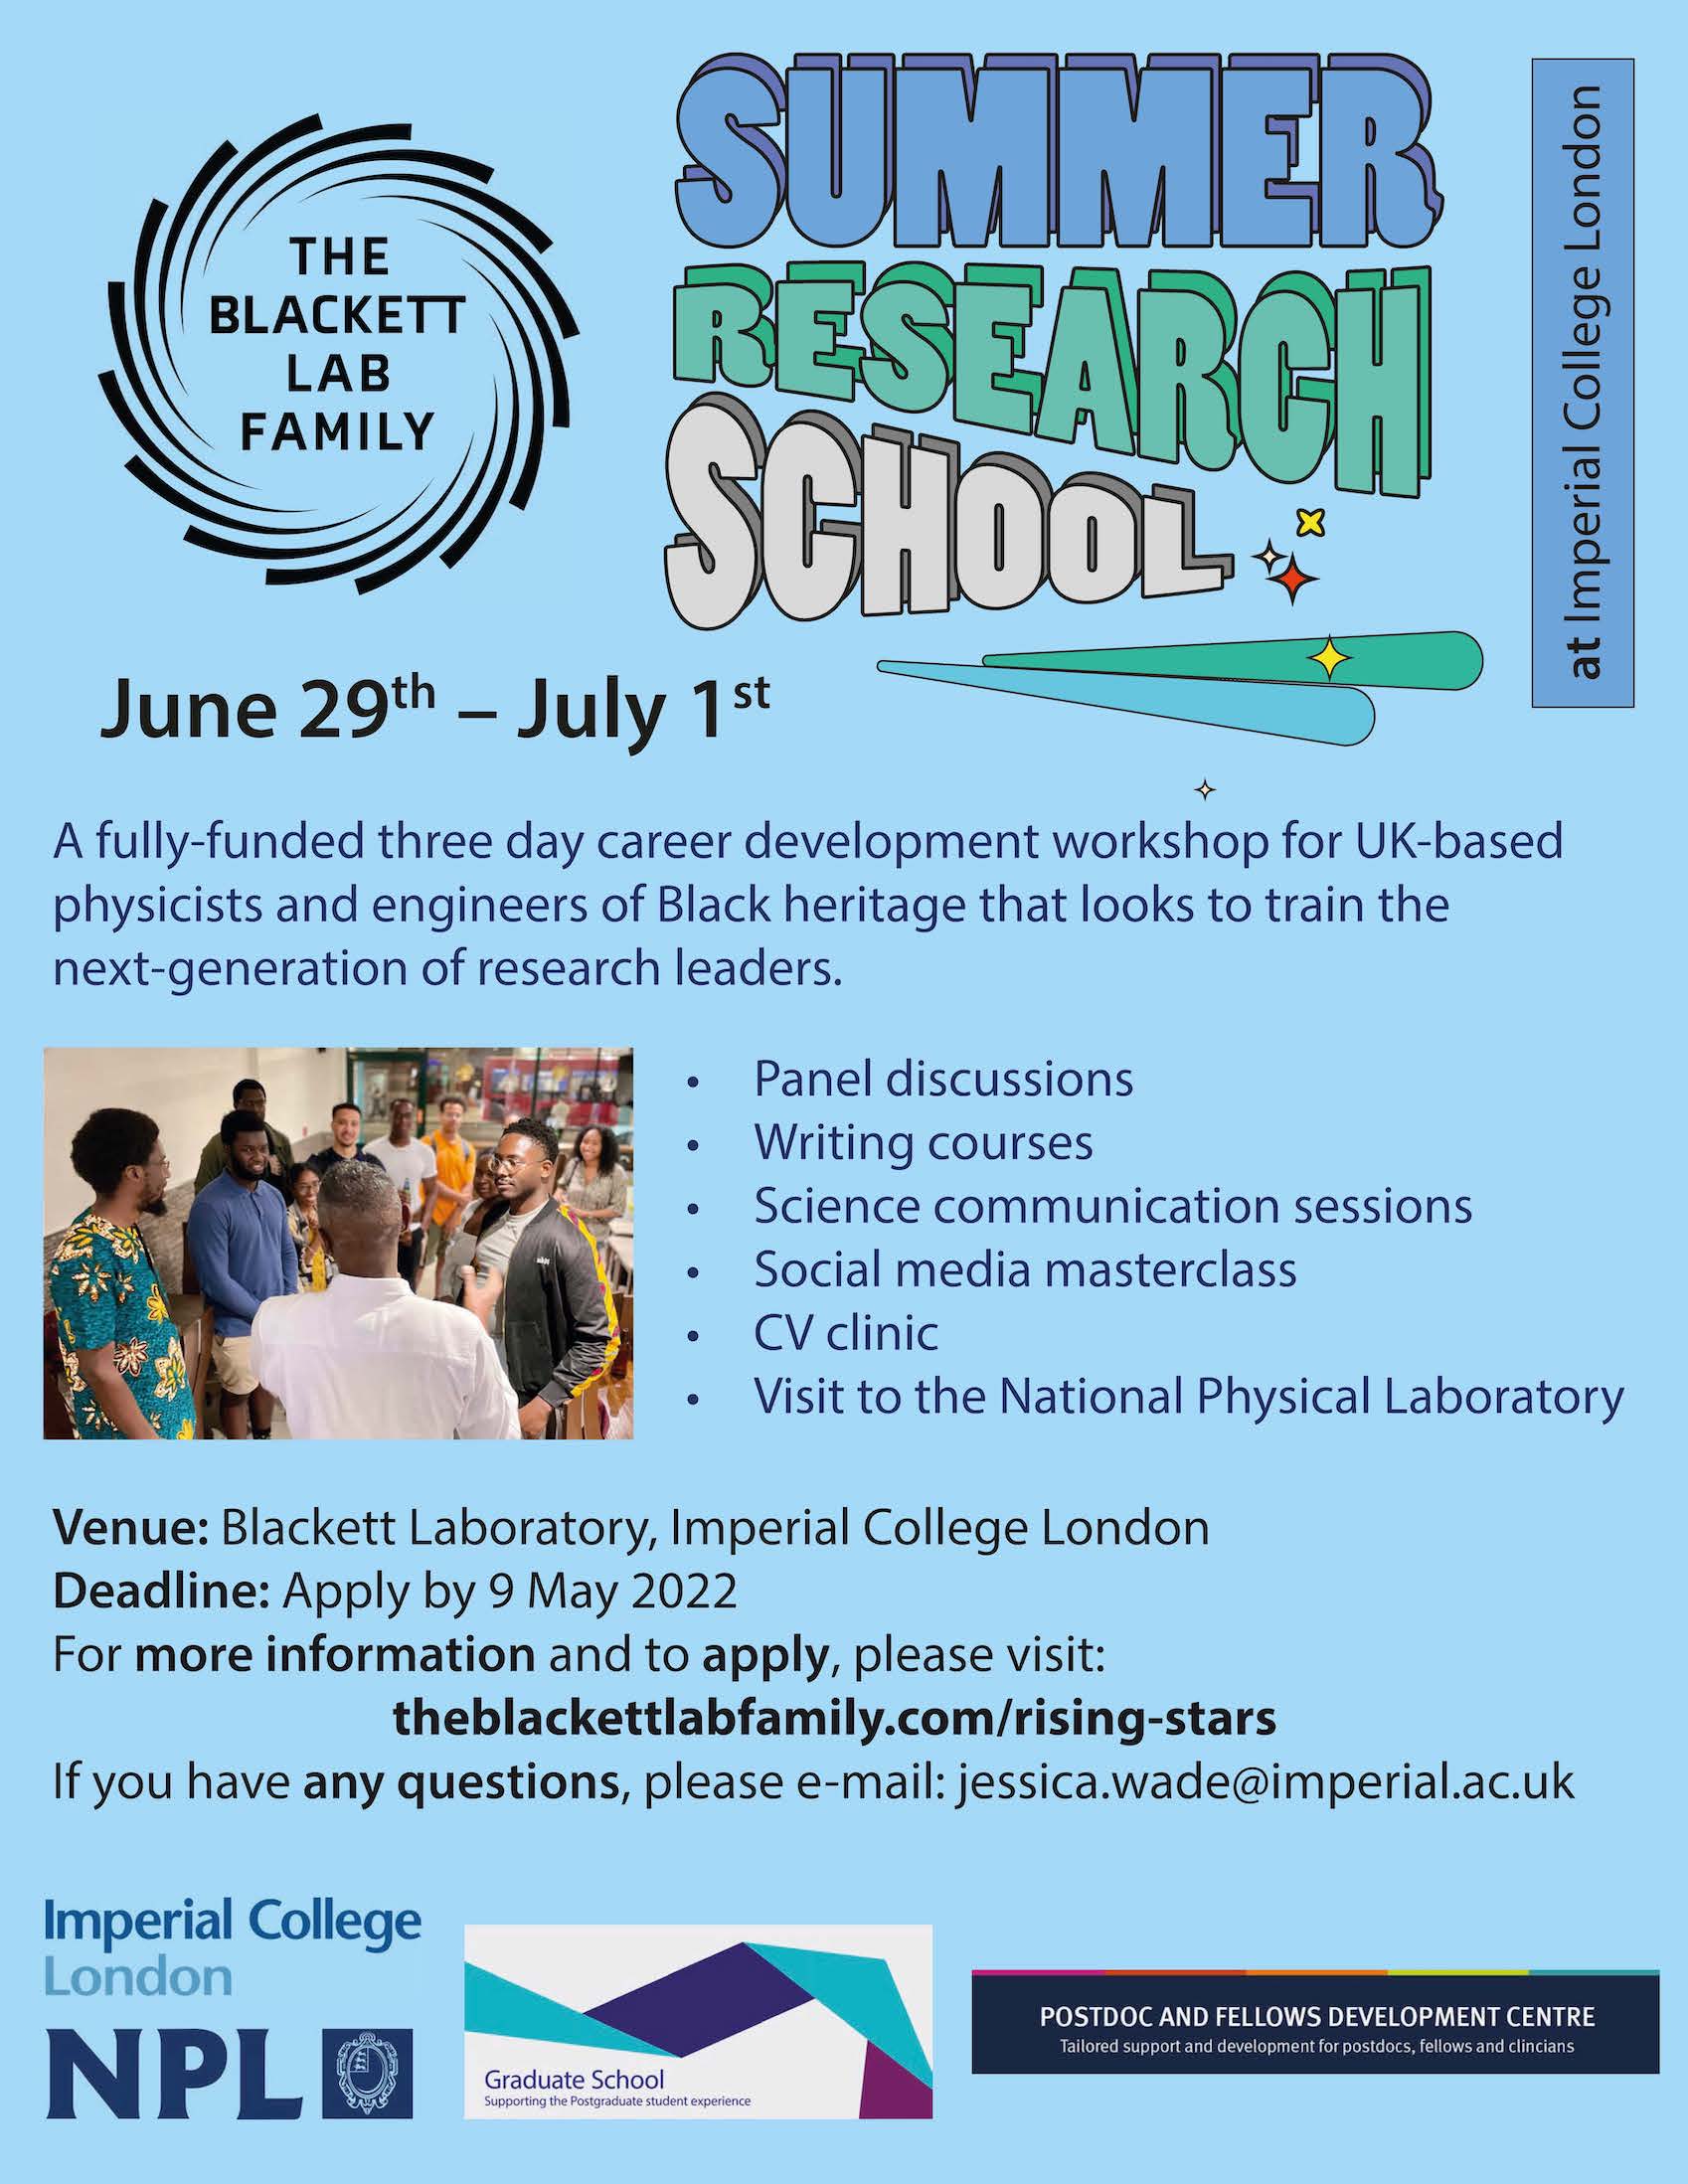 THE
BLACKETT
LAB
FAMILY
SUMMER
RESEARCH
SCHOOL
at Imperial College London
June 29th – July 1st
A fully-funded three day career development workshop for UK-based
physicists and engineers of Black heritage that looks to train the
next-generation of research leaders.
• Panel discussions
• Writing courses
• Science communication sessions
• Social media masterclass
• CV clinic
• Visit to the National Physical Laboratory
Venue: Blackett Laboratory, Imperial College London
Deadline: Apply by 9 May 2022
For more information and to apply, please visit:
theblackettlabfamily.com/rising-stars
If you have any questions, please e-mail: jessica.wade@imperial.ac.uk
Imperial College
London
NPL
Graduate School
Supporting the Postgraduate student experience
POSTDOC AND FELLOWS DEVELOPMENT CENTRE
Tailored support and development for postdocs, fellows and clincians